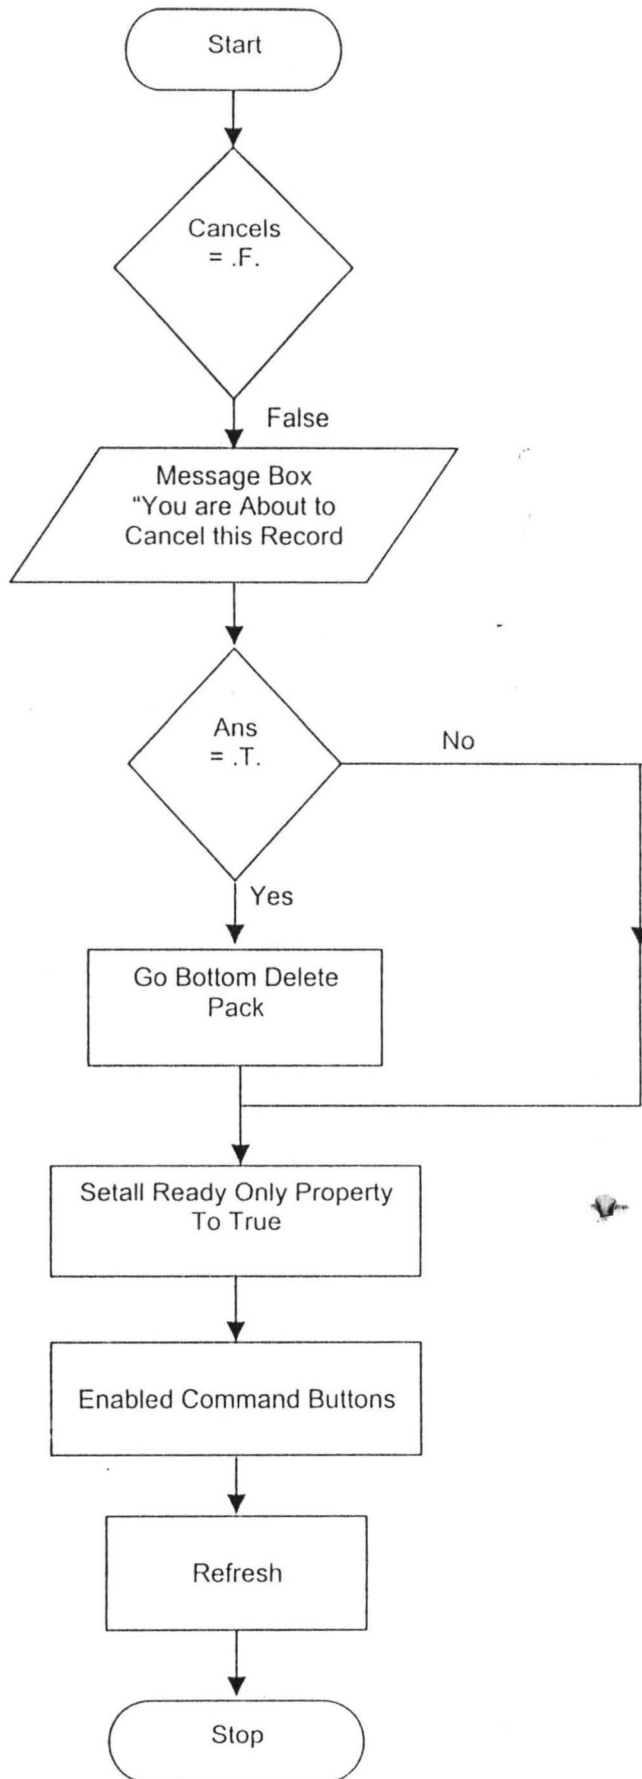 Start
Cancels
= .F.
False
Message Box
“You are About to
Cancel this Record
Ans
= .T.
No
Yes
Go Bottom Delete
Pack
Setall Ready Only Property
To True
Enabled Command Buttons
Refresh
Stop